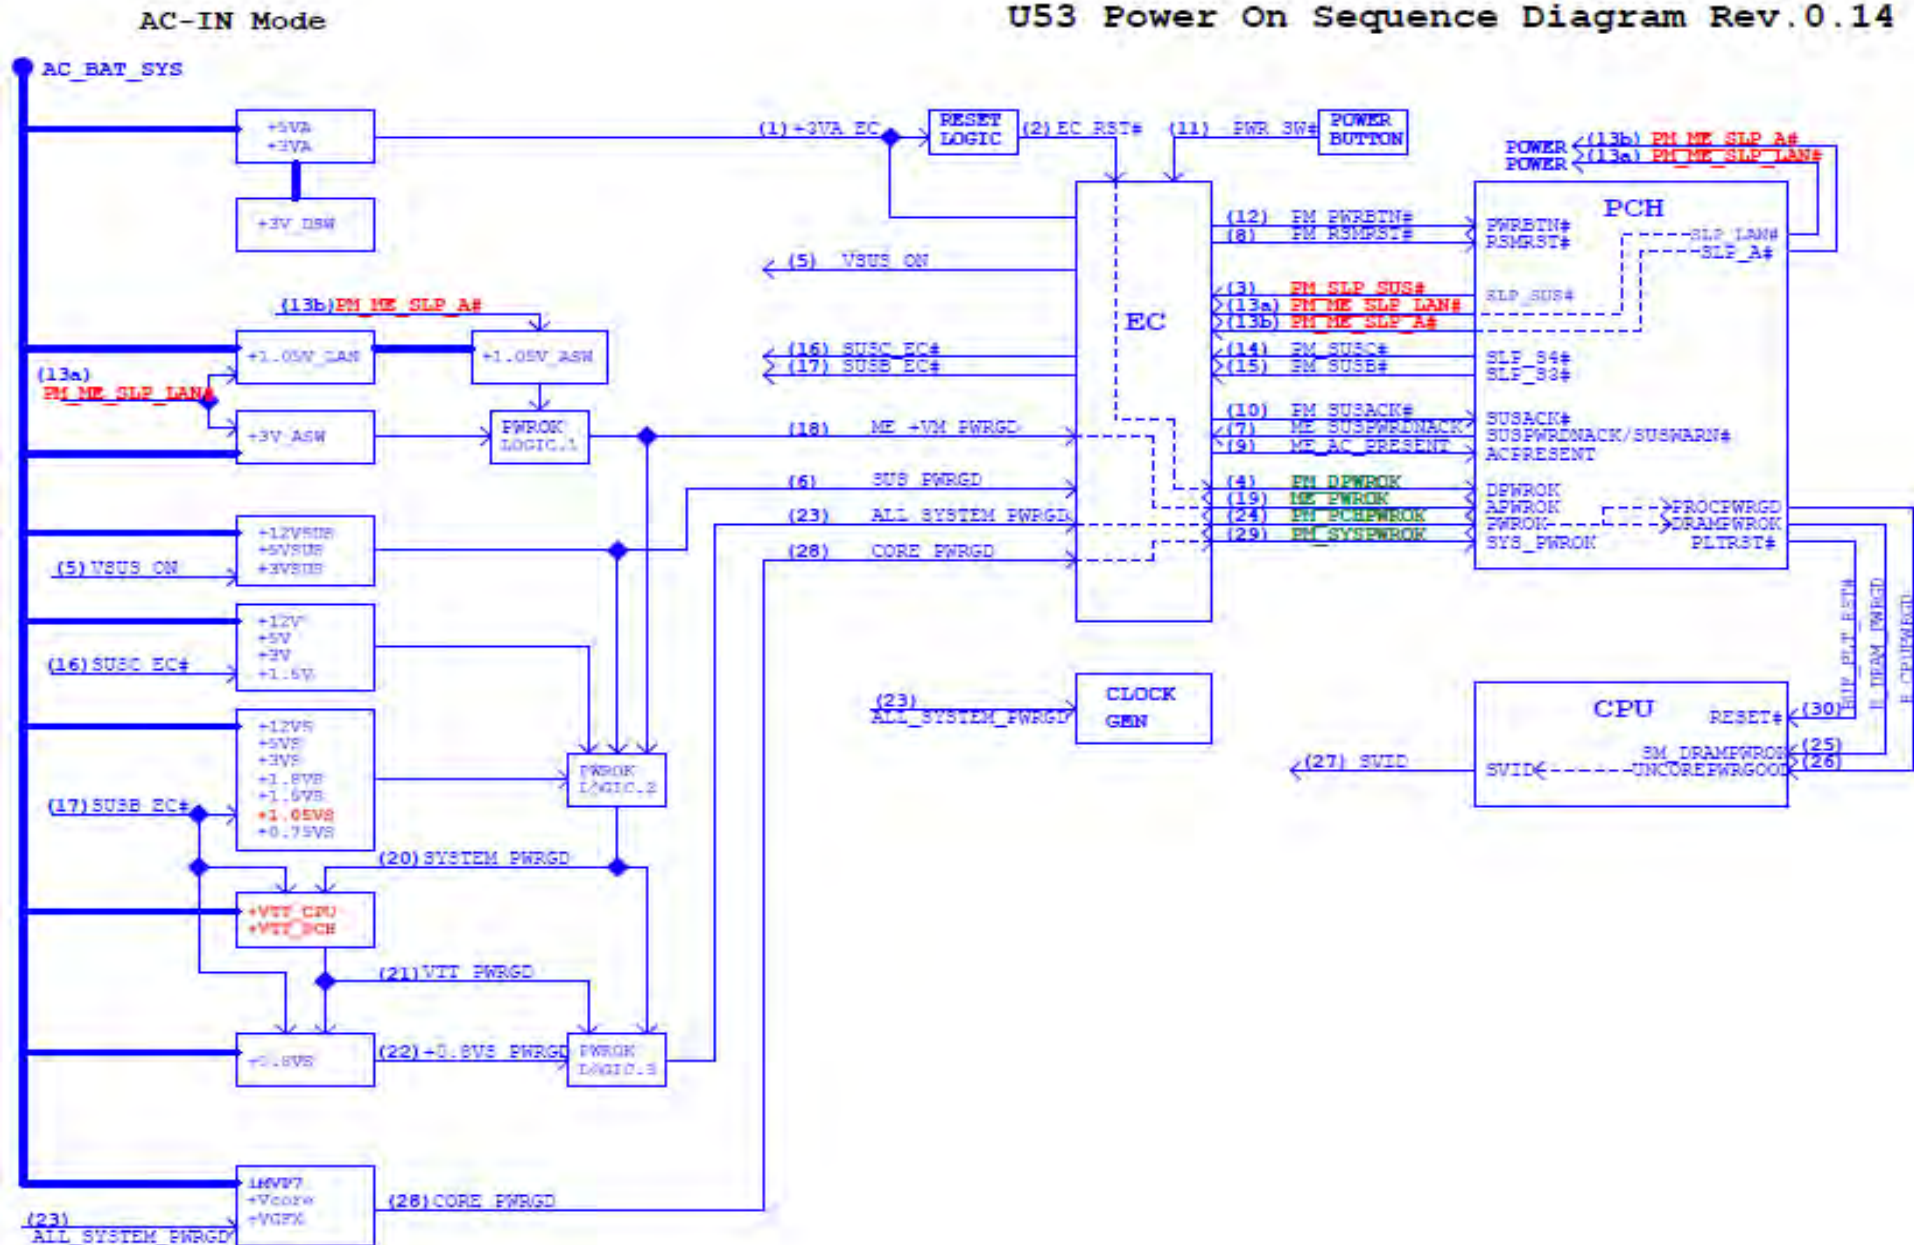 AC-IN Mode
U53 Power On Sequence Diagram Rev.0.14
AC_BAT_SYS
+5VA
+3VA
+3V_DSW
(1)+3VA_EC
RESET
LOGIC
(2)EC_RST#
(11) PWR_SW#
POWER
BUTTON
POWER
(13b) PM_ME_SLP_A#
POWER
(13a) PM_ME_SLP_LAN#
EC
PCH
(12) PM_PWRBTN#
PWRBTN#
(8) PM_RSMRST#
RSMRST#
SLP_LAN#
SLP_A#
(5) VSUS_ON
(3) PM_SLP_SUS#
SLP_SUS#
(13a) PM_ME_SLP_LAN#
(13b) PM_ME_SLP_A#
(16) SUSC_EC#
(17) SUSB_EC#
(14) PM_SUSC#
SLP_S4#
(15) PM_SUSB#
SLP_S3#
(10) PM_SUSACK#
SUSACK#
(7) ME_SUSPWRDNACK
SUSPWRDNACK/SUSWARN#
(9) ME_AC_PRESENT
ACPRESENT
(18) ME_+VM_PWRGD
(6) SUS_PWRGD
(23) ALL_SYSTEM_PWRGD
(28) CORE_PWRGD
(4) PM_DPWROK
DPWROK
(19) ME_PWROK
APWROK
(24) PM_PCHPWROK
PWROK
(29) PM_SYSPWROK
SYS_PWROK
PROCPWRGD
DRAMPWROK
PLTRST#
(13b)PM_ME_SLP_A#
+1.05V_LAN
+1.05V_ASW
(13a)
PM_ME_SLP_LAN#
+3V_ASW
PWROK
LOGIC.1
+12VSUS
+5VSUS
+3VSUS
(5)VSUS_ON
+12V
+5V
+3V
+1.5V
(16)SUSC_EC#
+12VS
+5VS
+3VS
+1.8VS
+1.5VS
+1.05VS
+0.75VS
(17)SUSB_EC#
PWROK
LOGIC.2
(20)SYSTEM_PWRGD
+VTT_CPU
+VTT_PCH
(21)VTT_PWRGD
+0.8VS
(22)+0.8VS_PWRGD
PWROK
LOGIC.3
iMVP7
+Vcore
+VGFX
(28)CORE_PWRGD
(23)
ALL_SYSTEM_PWRGD
(23)
ALL_SYSTEM_PWRGD
CLOCK
GEN
BUF_PLT_RST#
H_DRAM_PWRGD
H_CPUPWRGD
CPU
RESET#
(30)
SM_DRAMPWROK
(25)
UNCOREPWRGOOD
(26)
SVID
(27) SVID